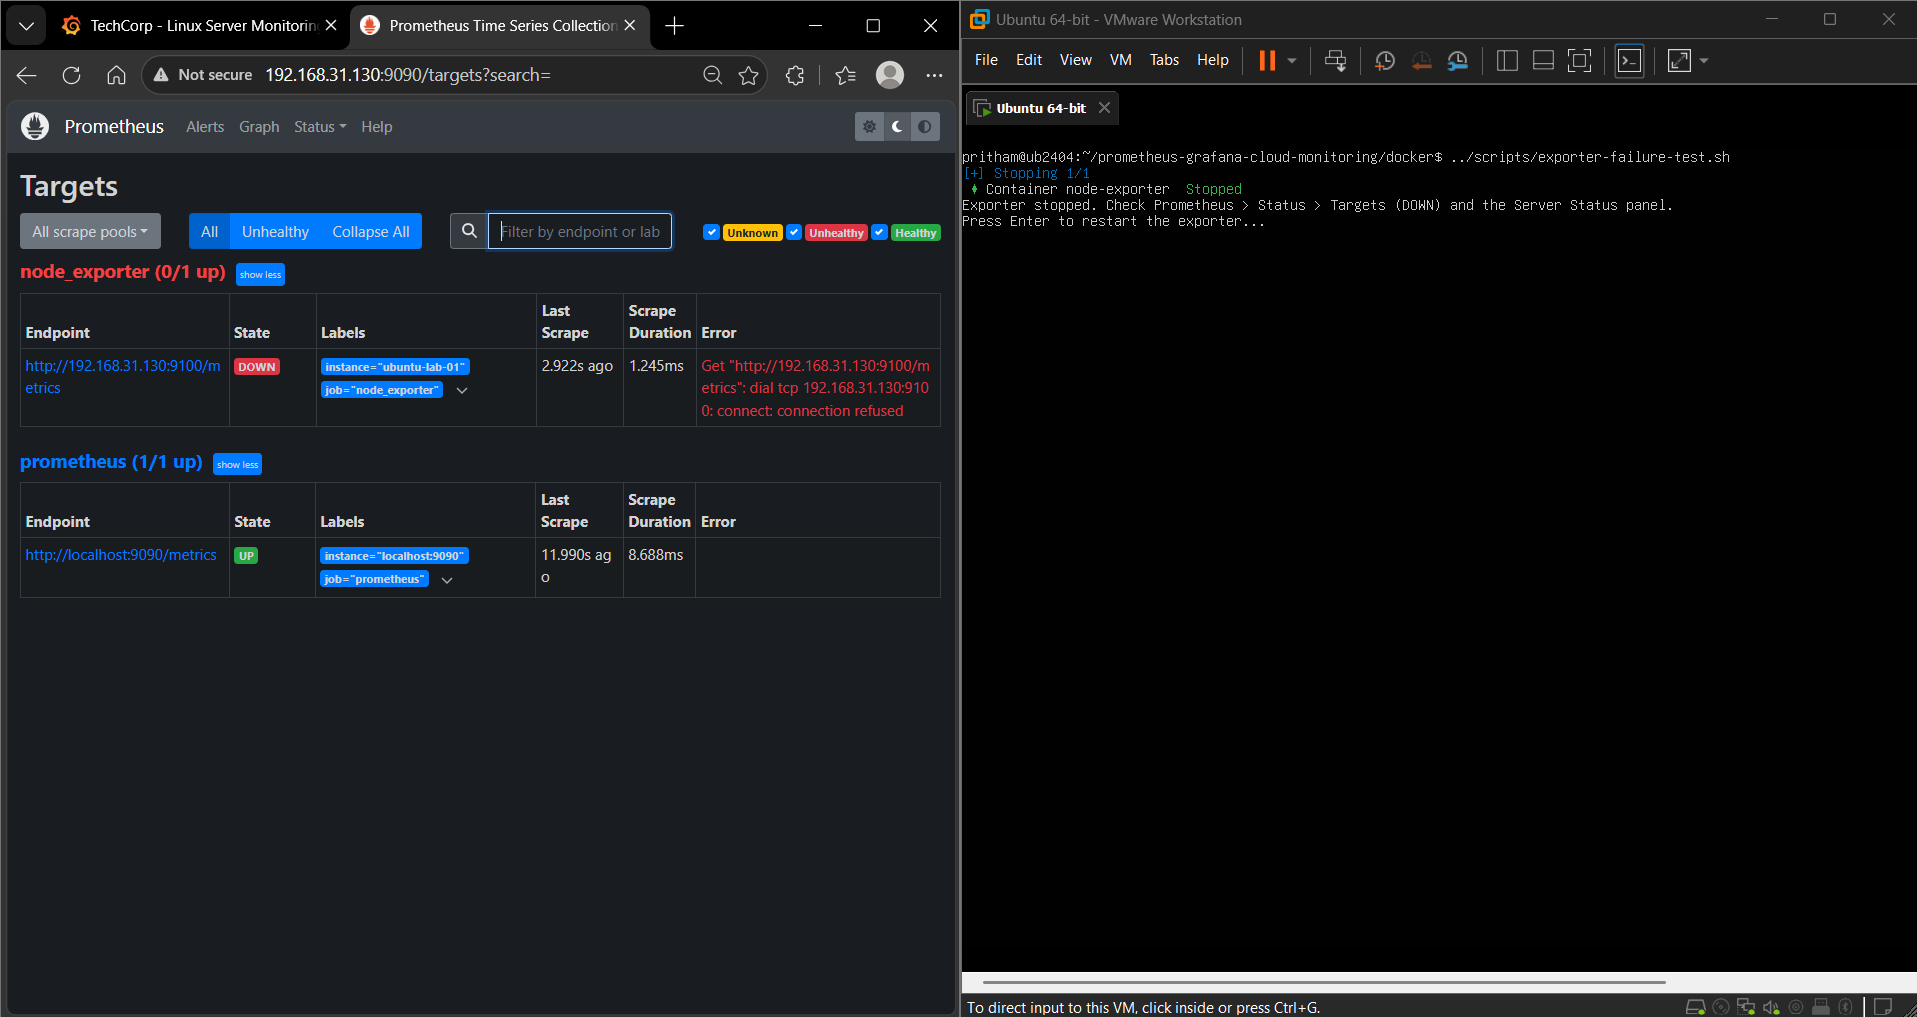 TechCorp - Linux Server Monitorin
Prometheus Time Series Collection
Not secure 192.168.31.130:9090/targets?search=
Prometheus Alerts Graph Status Help
Targets
All scrape pools
All Unhealthy Collapse All
Filter by endpoint or lab
Unknown Unhealthy Healthy
node_exporter (0/1 up) show less
Endpoint State Labels Last Scrape Scrape Duration Error
http://192.168.31.130:9100/m
etrics
DOWN
instance="ubuntu-lab-01"
job="node_exporter"
2.922s ago
1.245ms
Get "http://192.168.31.130:9100/m
etrics": dial tcp 192.168.31.130:910
0: connect: connection refused
prometheus (1/1 up) show less
Endpoint State Labels Last Scrape Scrape Duration Error
http://localhost:9090/metrics
UP
instance="localhost:9090"
job="prometheus"
11.990s ag
o
8.688ms
Ubuntu 64-bit - VMware Workstation
File Edit View VM Tabs Help
Ubuntu 64-bit
pritham@ub2404:~/prometheus-grafana-cloud-monitoring/docker$ ../scripts/exporter-failure-test.sh
[+] Stopping 1/1
Container node-exporter Stopped
Exporter stopped. Check Prometheus > Status > Targets (DOWN) and the Server Status panel.
Press Enter to restart the exporter...
To direct input to this VM, click inside or press Ctrl+G.